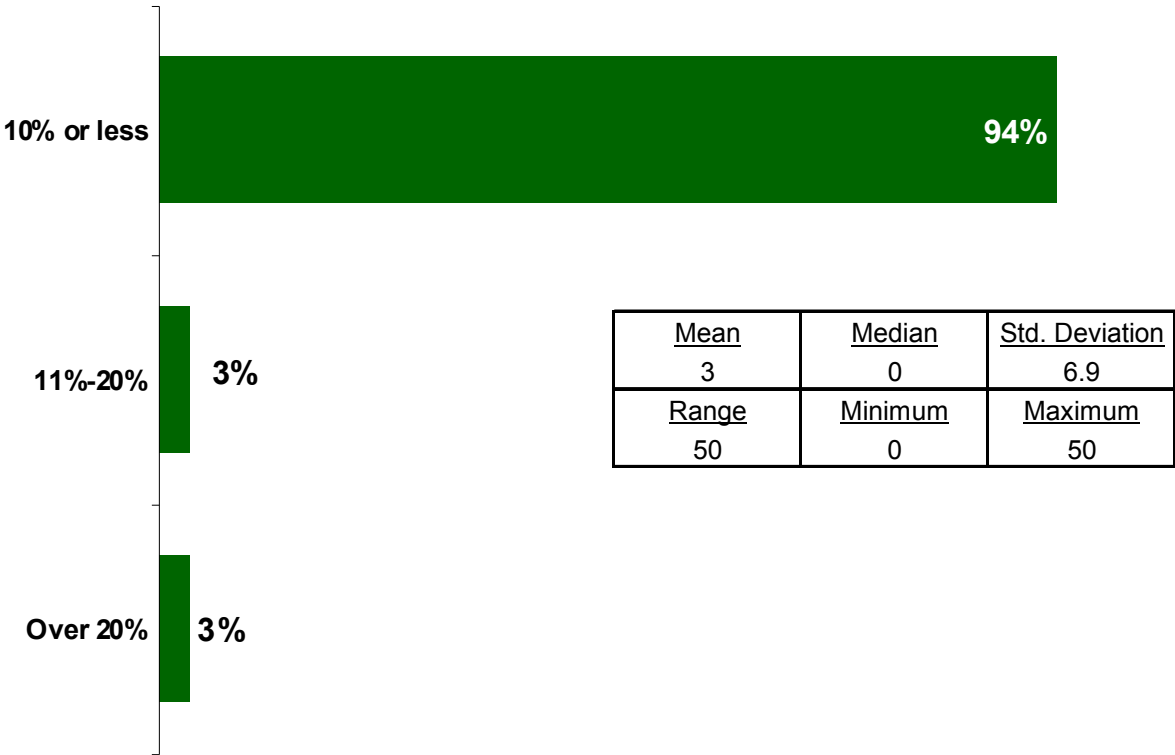 10% or less
94%
11%-20%
3%
Mean Median Std. Deviation
3 0 6.9
Range Minimum Maximum
50 0 50
Over 20%
3%